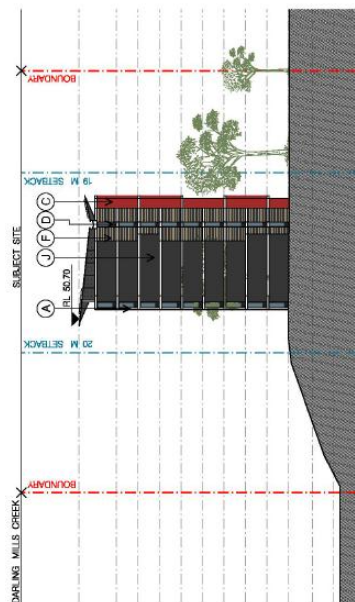 DARLING MILLS CREEK
SUBJECT SITE
BOUNDARY
20 M SETBACK
RL 50.70
A
J
F
D
C
19 M SETBACK
BOUNDARY